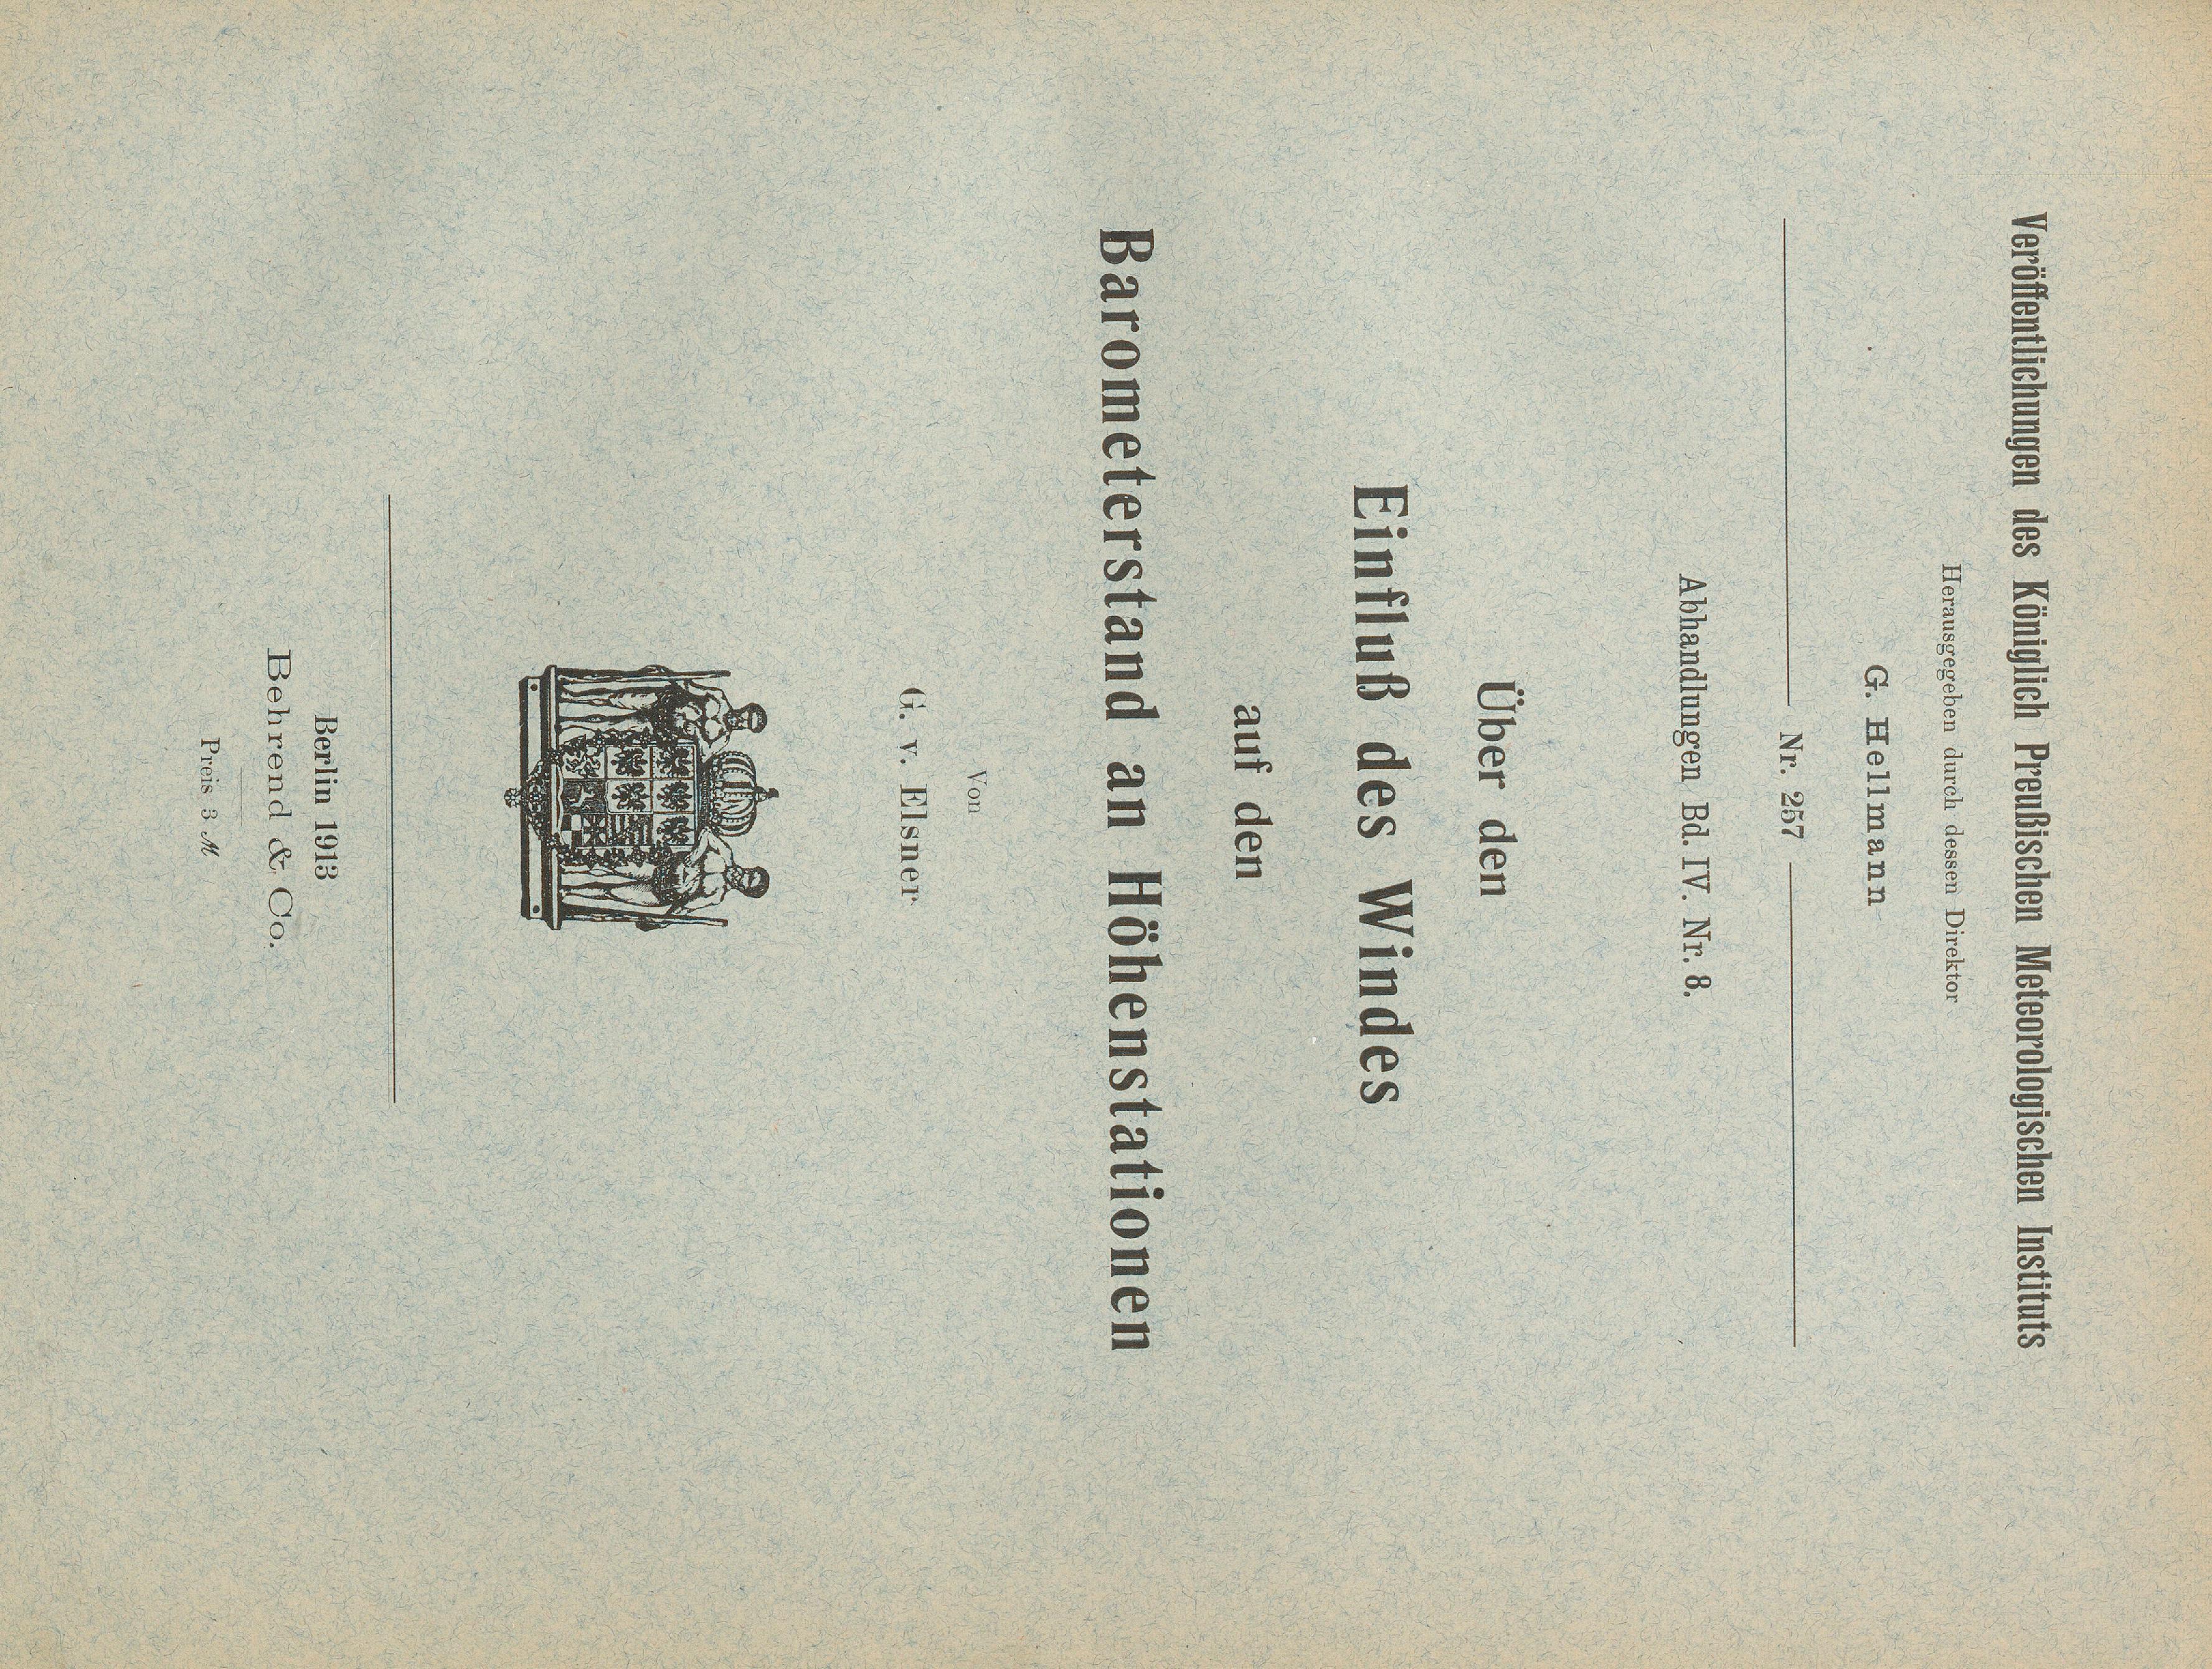 Veröffentlichungen des Königlich Preußischen Meteorologischen Instituts
Herausgegeben durch dessen Direktor
G. Hellmann
Nr. 257
Abhandlungen Bd. IV. Nr. 8.
Über den
Einfluß des Windes
auf den
Barometerstand an Höhenstationen
Von
G. v. Elsner
Berlin 1913
Behrend & Co.
Preis 3 ℳ